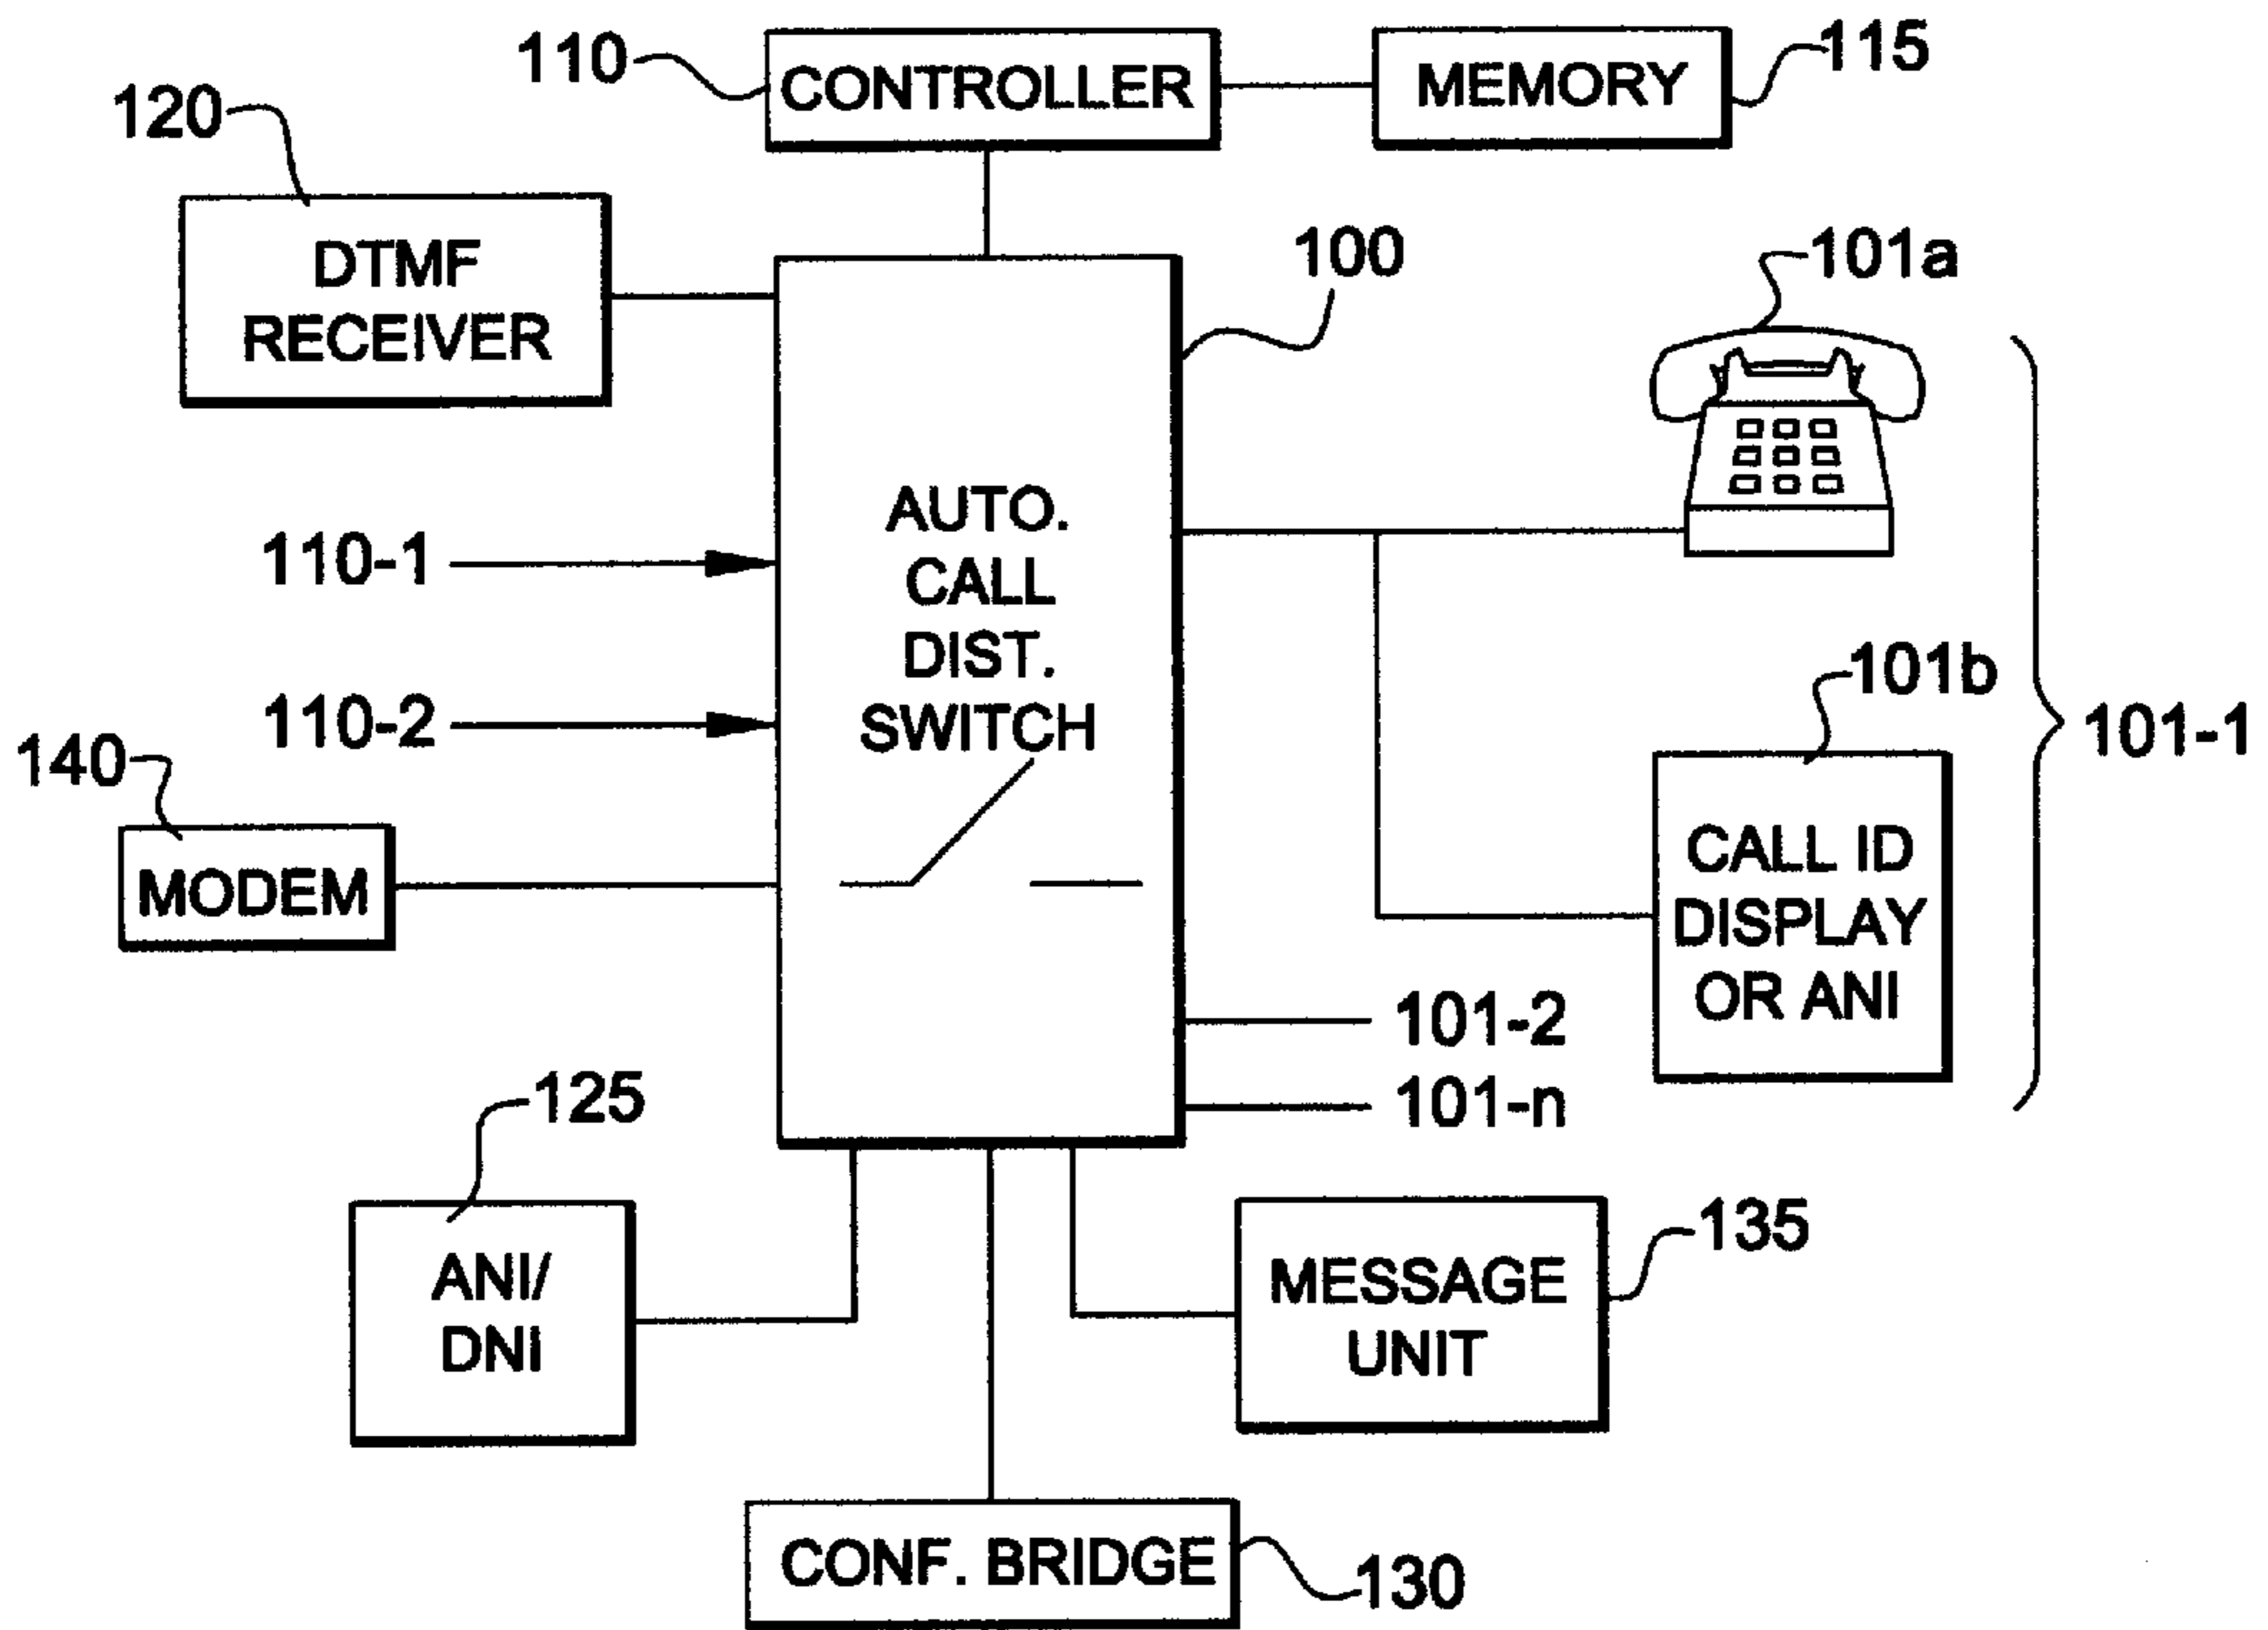 110
CONTROLLER
MEMORY
115
120
DTMF
RECEIVER
100
101a
110-1
110-2
AUTO.
CALL
DIST.
SWITCH
101b
101-1
140
MODEM
CALL ID
DISPLAY
OR ANI
101-2
101-n
125
ANI/
DNI
MESSAGE
UNIT
135
CONF. BRIDGE
130